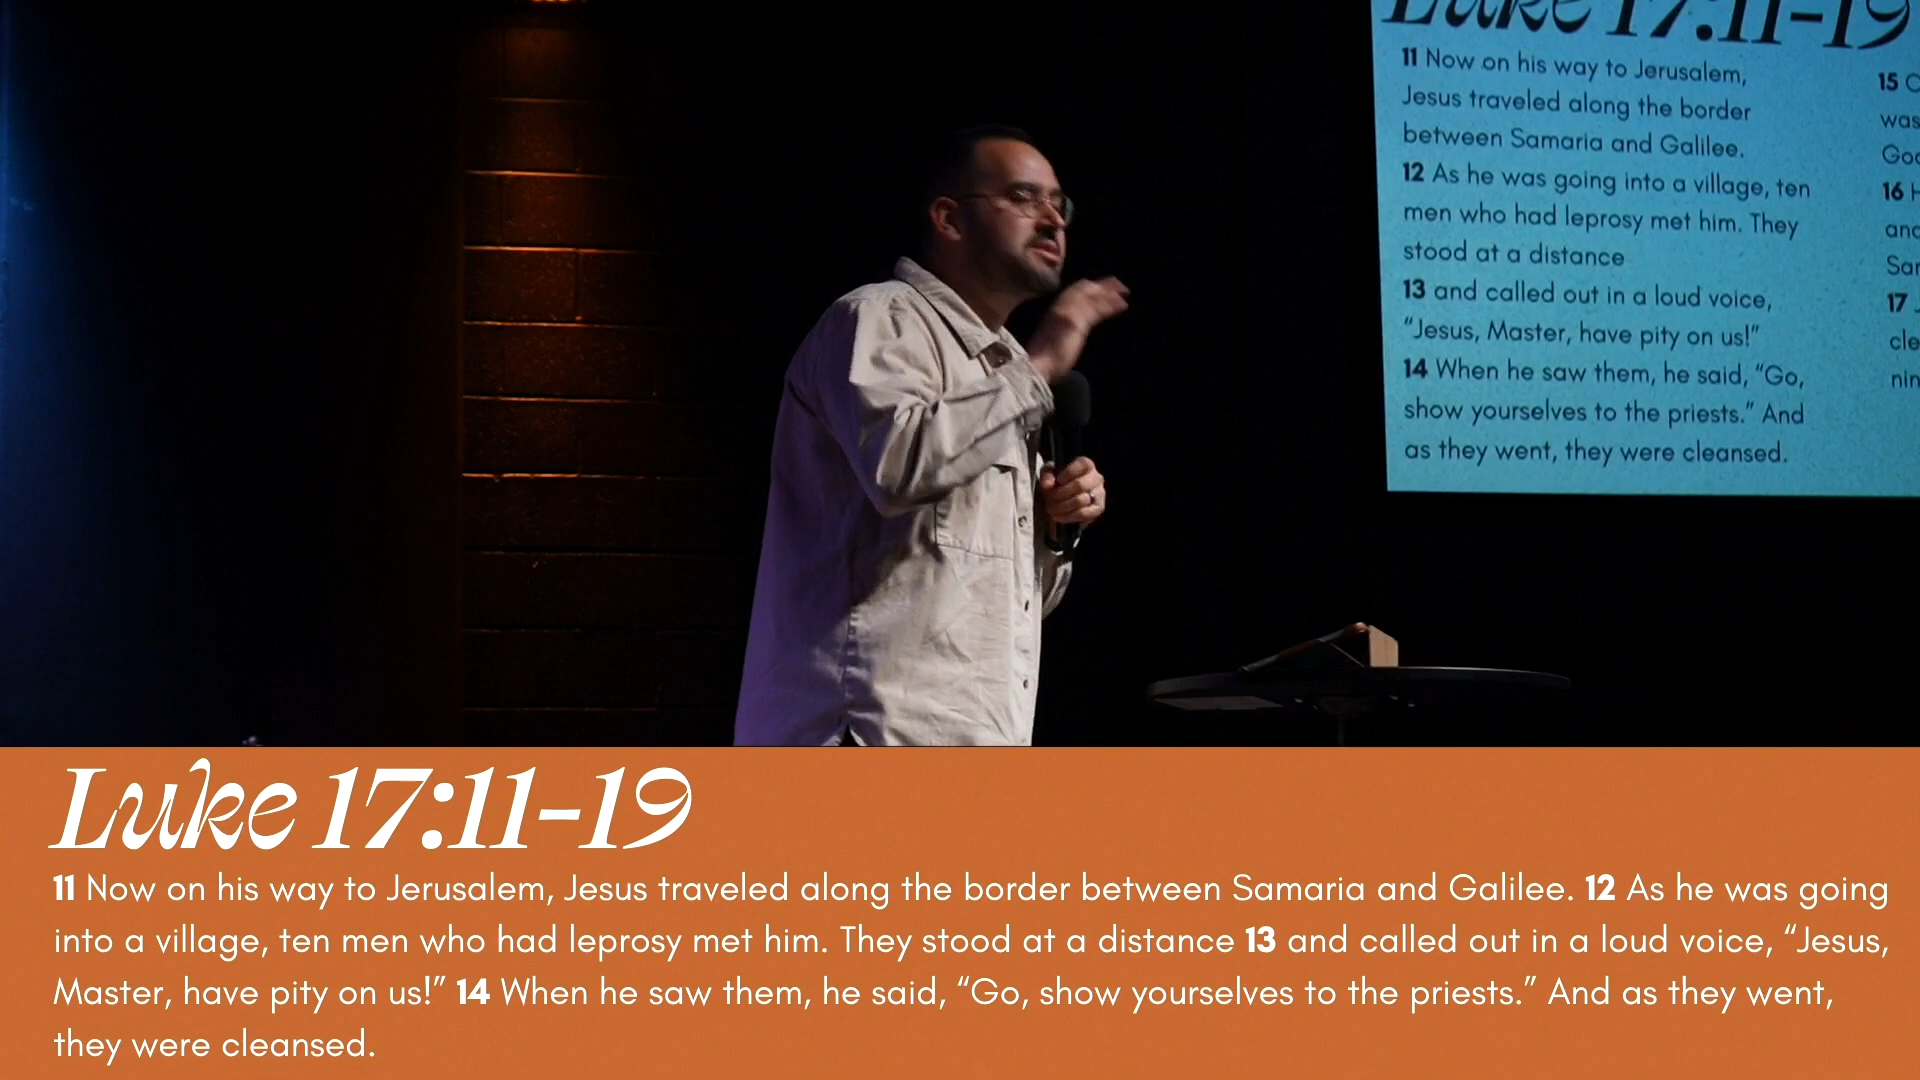 Luke 17:11-19
11 Now on his way to Jerusalem,
Jesus traveled along the border
between Samaria and Galilee.
12 As he was going into a village, ten
men who had leprosy met him. They
stood at a distance
13 and called out in a loud voice,
“Jesus, Master, have pity on us!”
14 When he saw them, he said, “Go,
show yourselves to the priests.” And
as they went, they were cleansed.
15
was
16
17
Luke 17:11-19
11 Now on his way to Jerusalem, Jesus traveled along the border between Samaria and Galilee. 12 As he was going
into a village, ten men who had leprosy met him. They stood at a distance 13 and called out in a loud voice, “Jesus,
Master, have pity on us!” 14 When he saw them, he said, “Go, show yourselves to the priests.” And as they went,
they were cleansed.